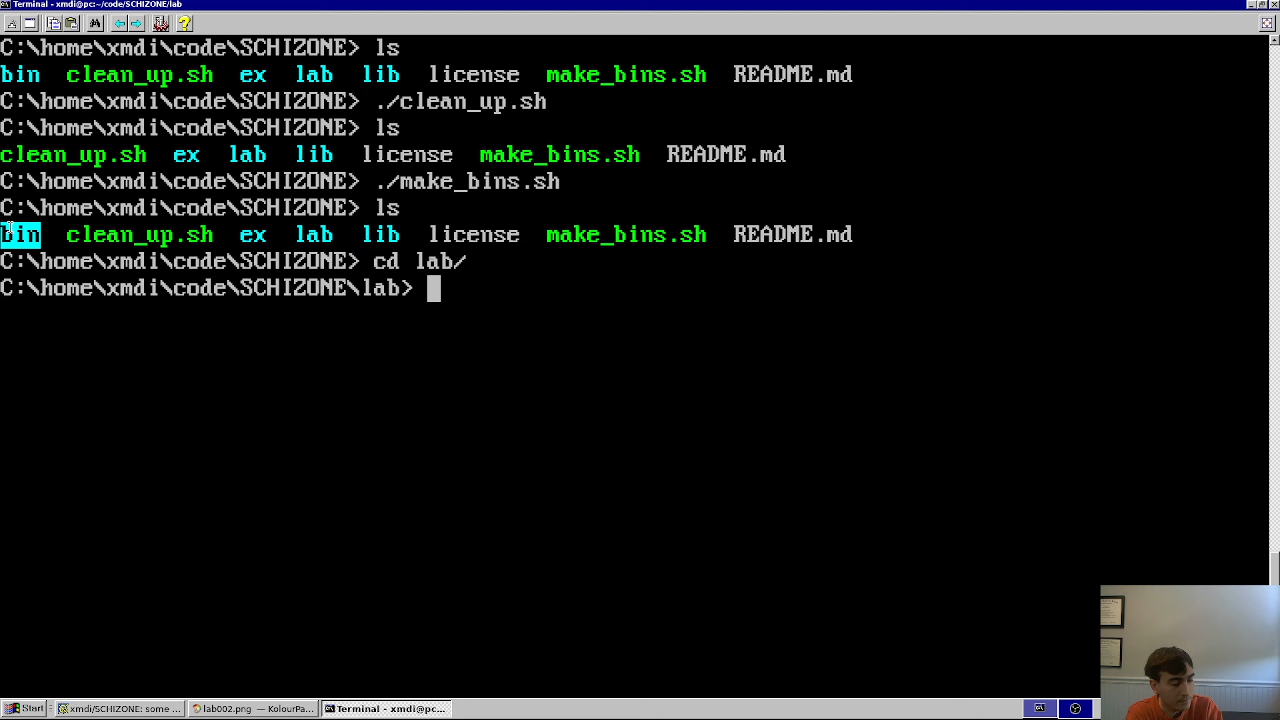 Terminal - xmdi@pc:~/code/SCHIZONE/lab
C:\home\xmdi\code\SCHIZONE> ls
bin clean_up.sh ex lab lib license make_bins.sh README.md
C:\home\xmdi\code\SCHIZONE> ./clean_up.sh
C:\home\xmdi\code\SCHIZONE> ls
clean_up.sh ex lab lib license make_bins.sh README.md
C:\home\xmdi\code\SCHIZONE> ./make_bins.sh
C:\home\xmdi\code\SCHIZONE> ls
bin clean_up.sh ex lab lib license make_bins.sh README.md
C:\home\xmdi\code\SCHIZONE> cd lab/
C:\home\xmdi\code\SCHIZONE\lab>
Start xmdi/SCHIZONE: some ... lab002.png — KolourPa... Terminal - xmdi@pc...